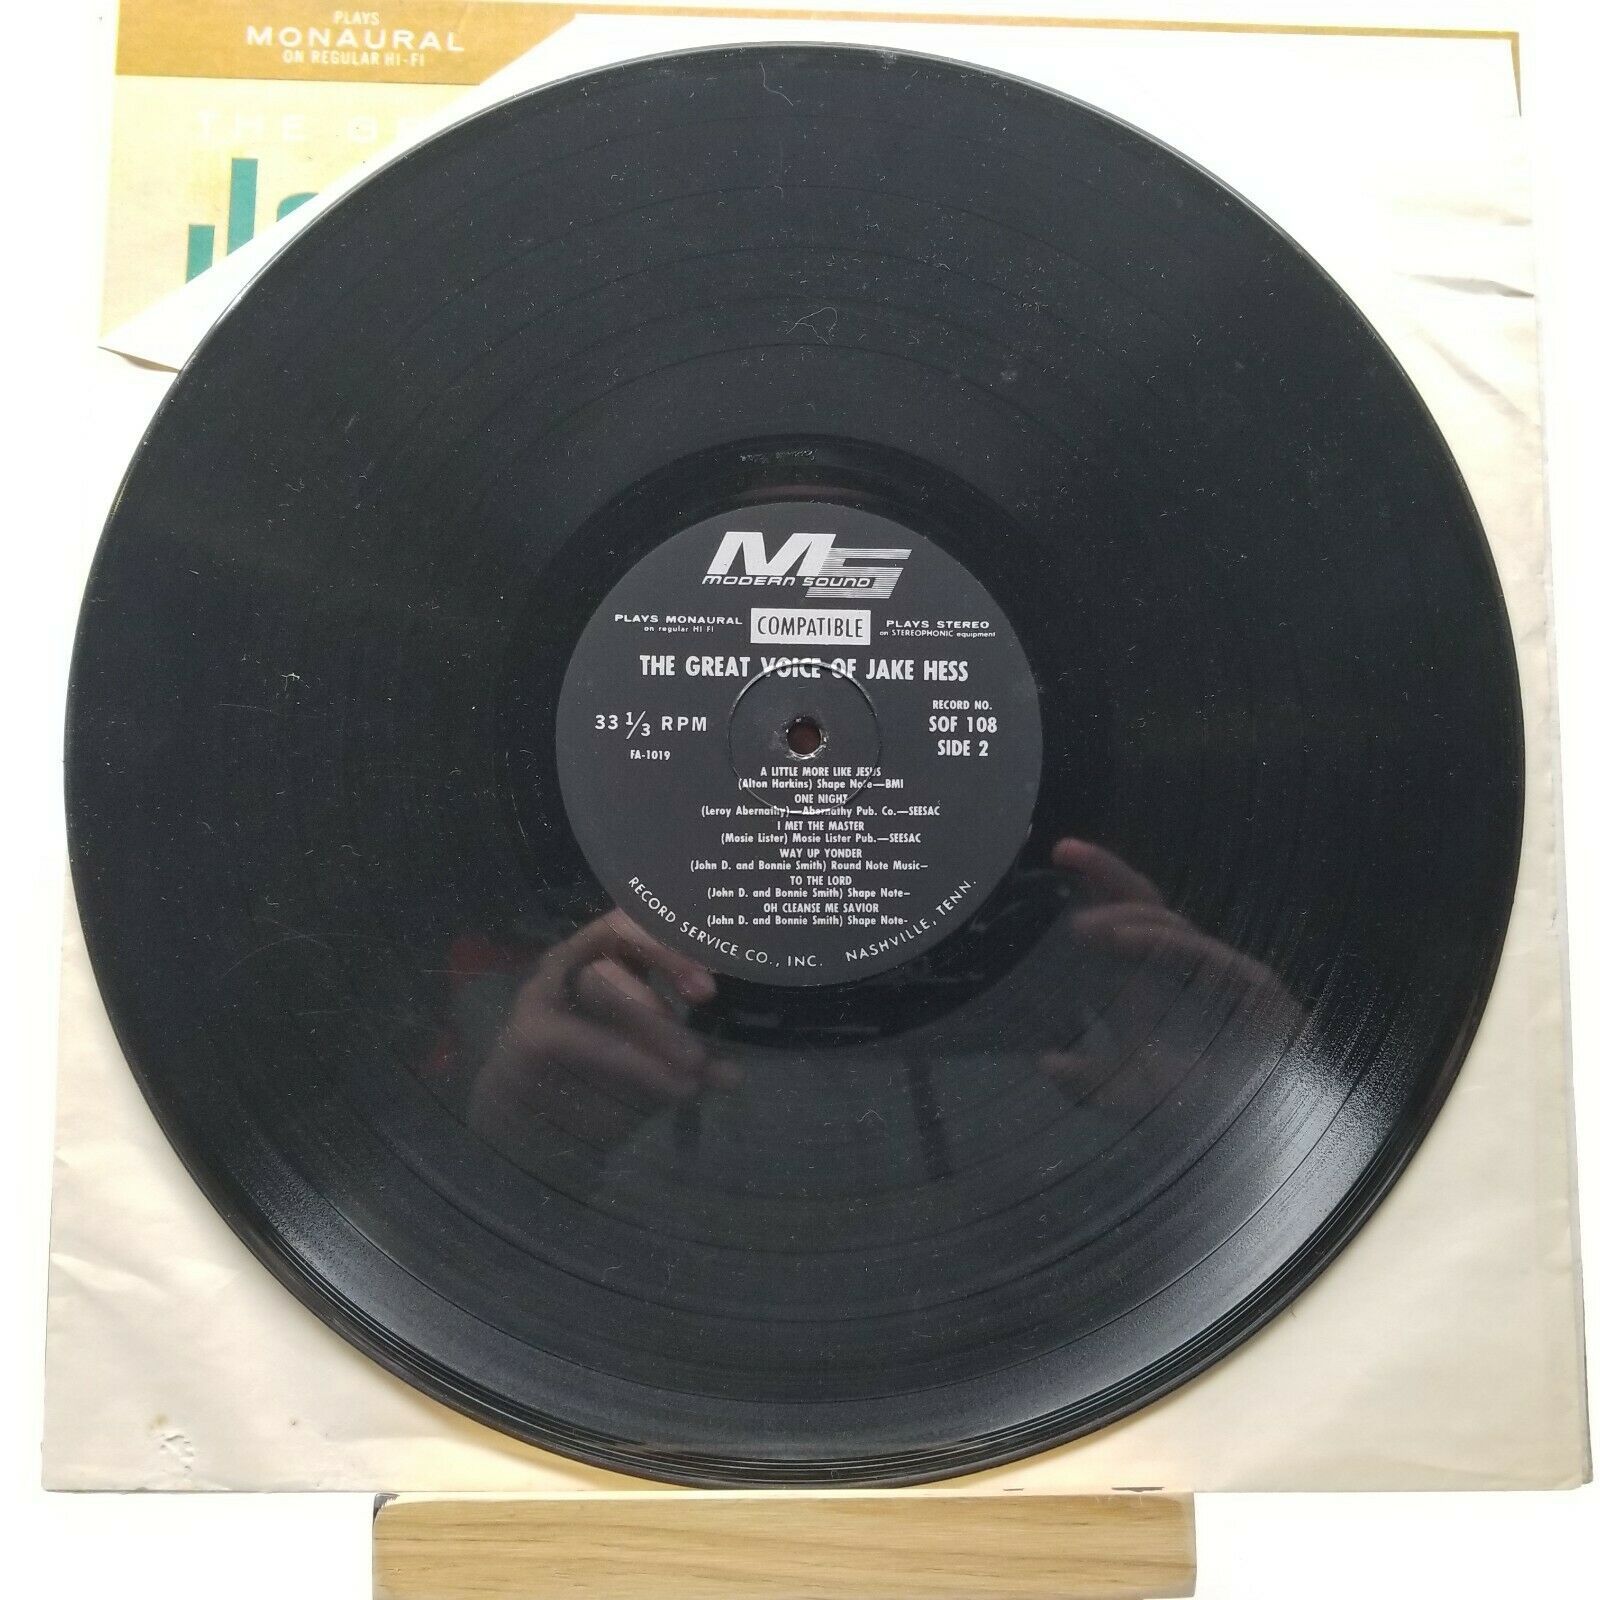 PLAYS
MONAURAL
ON REGULAR HI-FI
THE
MS
MODERN SOUND
PLAYS MONAURAL
on regular HI FI
COMPATIBLE
PLAYS STEREO
on STEREOPHONIC equipment
THE GREAT VOICE OF JAKE HESS
33 1/3 RPM
FA-1019
RECORD NO.
SOF 108
SIDE 2
A LITTLE MORE LIKE JESUS
(Alton Harkins) Shape Note—BMI
ONE NIGHT
(Leroy Abernathy)—Abernathy Pub. Co.—SEESAC
I MET THE MASTER
(Mosie Lister) Mosie Lister Pub.—SEESAC
WAY UP YONDER
(John D. and Bonnie Smith) Round Note Music—
TO THE LORD
(John D. and Bonnie Smith) Shape Note—
OH CLEANSE ME SAVIOR
(John D. and Bonnie Smith) Shape Note-
RECORD SERVICE CO., INC. NASHVILLE, TENN.